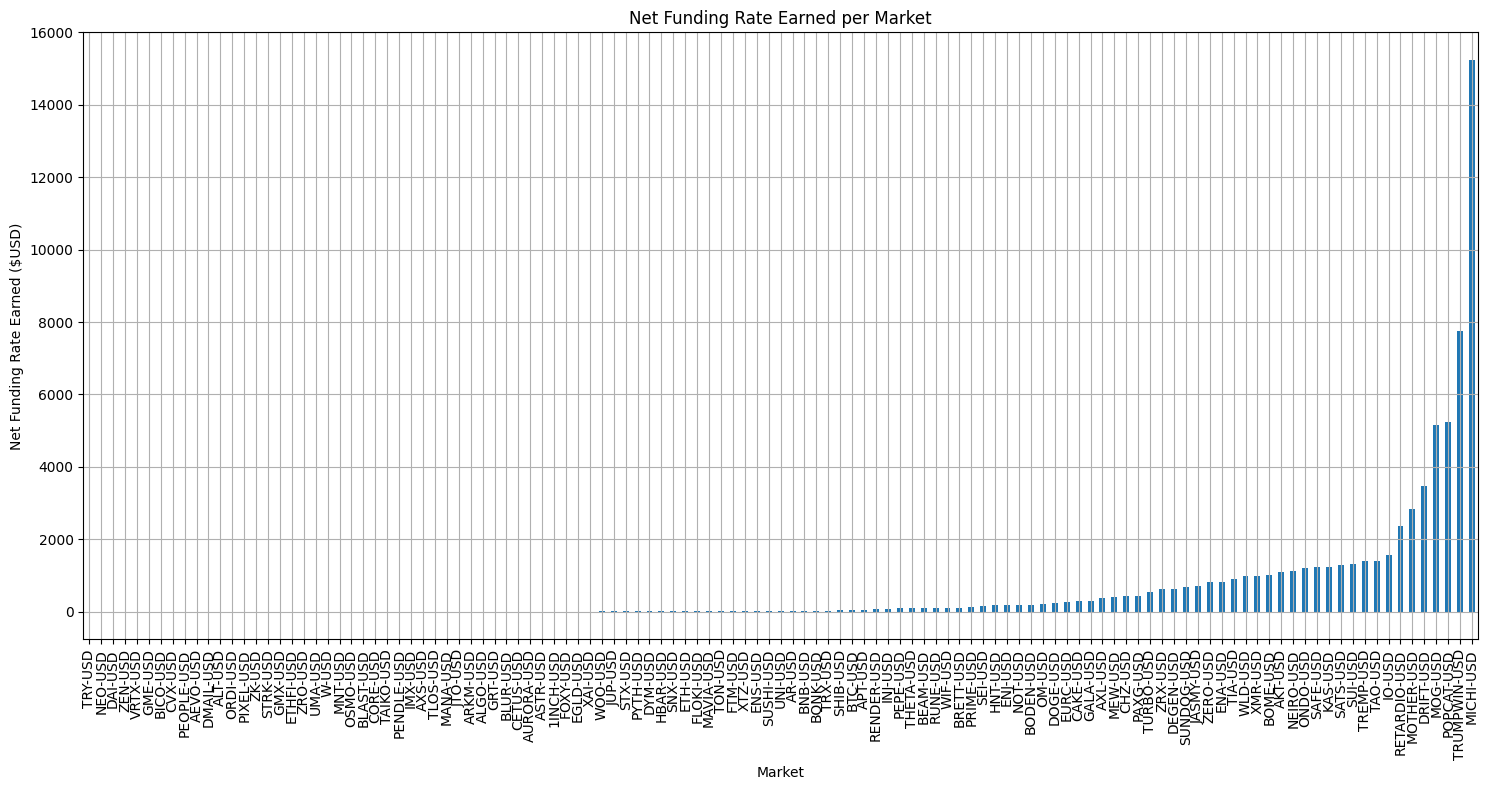 Net Funding Rate Earned per Market
Net Funding Rate Earned ($USD)
16000
14000
12000
10000
8000
6000
4000
2000
0
TRY-USD
NEO-USD
DAI-USD
ZEN-USD
VRTX-USD
GME-USD
BICO-USD
CVX-USD
PEOPLE-USD
AEVO-USD
DMAIL-USD
ALT-USD
ORDI-USD
PIXEL-USD
ZK-USD
STRK-USD
GMX-USD
ETHFI-USD
ZRO-USD
UMA-USD
W-USD
MNT-USD
OSMO-USD
BLAST-USD
CORE-USD
TAIKO-USD
PENDLE-USD
IMX-USD
AXS-USD
TLOS-USD
MANA-USD
JTO-USD
ARKM-USD
ALGO-USD
GRT-USD
BLUR-USD
CETUS-USD
AURORA-USD
ASTR-USD
1INCH-USD
FOXY-USD
EGLD-USD
XAI-USD
WOO-USD
JUP-USD
STX-USD
PYTH-USD
DYM-USD
HBAR-USD
SNX-USD
ETH-USD
FLOKI-USD
MAVIA-USD
TON-USD
FTM-USD
XTZ-USD
ENS-USD
SUSHI-USD
UNI-USD
AR-USD
BNB-USD
BONK-USD
TRX-USD
SHIB-USD
BTC-USD
APT-USD
RENDER-USD
INJ-USD
PEPE-USD
THETA-USD
BEAM-USD
RUNE-USD
WIF-USD
BRETT-USD
PRIME-USD
SEI-USD
HNT-USD
ENJ-USD
NOT-USD
BODEN-USD
OM-USD
DOGE-USD
EUR-USD
CAKE-USD
GALA-USD
AXL-USD
MEW-USD
CHZ-USD
PAXG-USD
TURBO-USD
ZRX-USD
DEGEN-USD
SUNDOG-USD
JASMY-USD
ZERO-USD
ENA-USD
TIA-USD
WLD-USD
XMR-USD
BOME-USD
AKT-USD
NEIRO-USD
ONDO-USD
SAFE-USD
KAS-USD
SATS-USD
SUI-USD
TREMP-USD
TAO-USD
IO-USD
RETARDIO-USD
MOTHER-USD
DRIFT-USD
MOG-USD
POPCAT-USD
TRUMPWIN-USD
MICHI-USD
Market